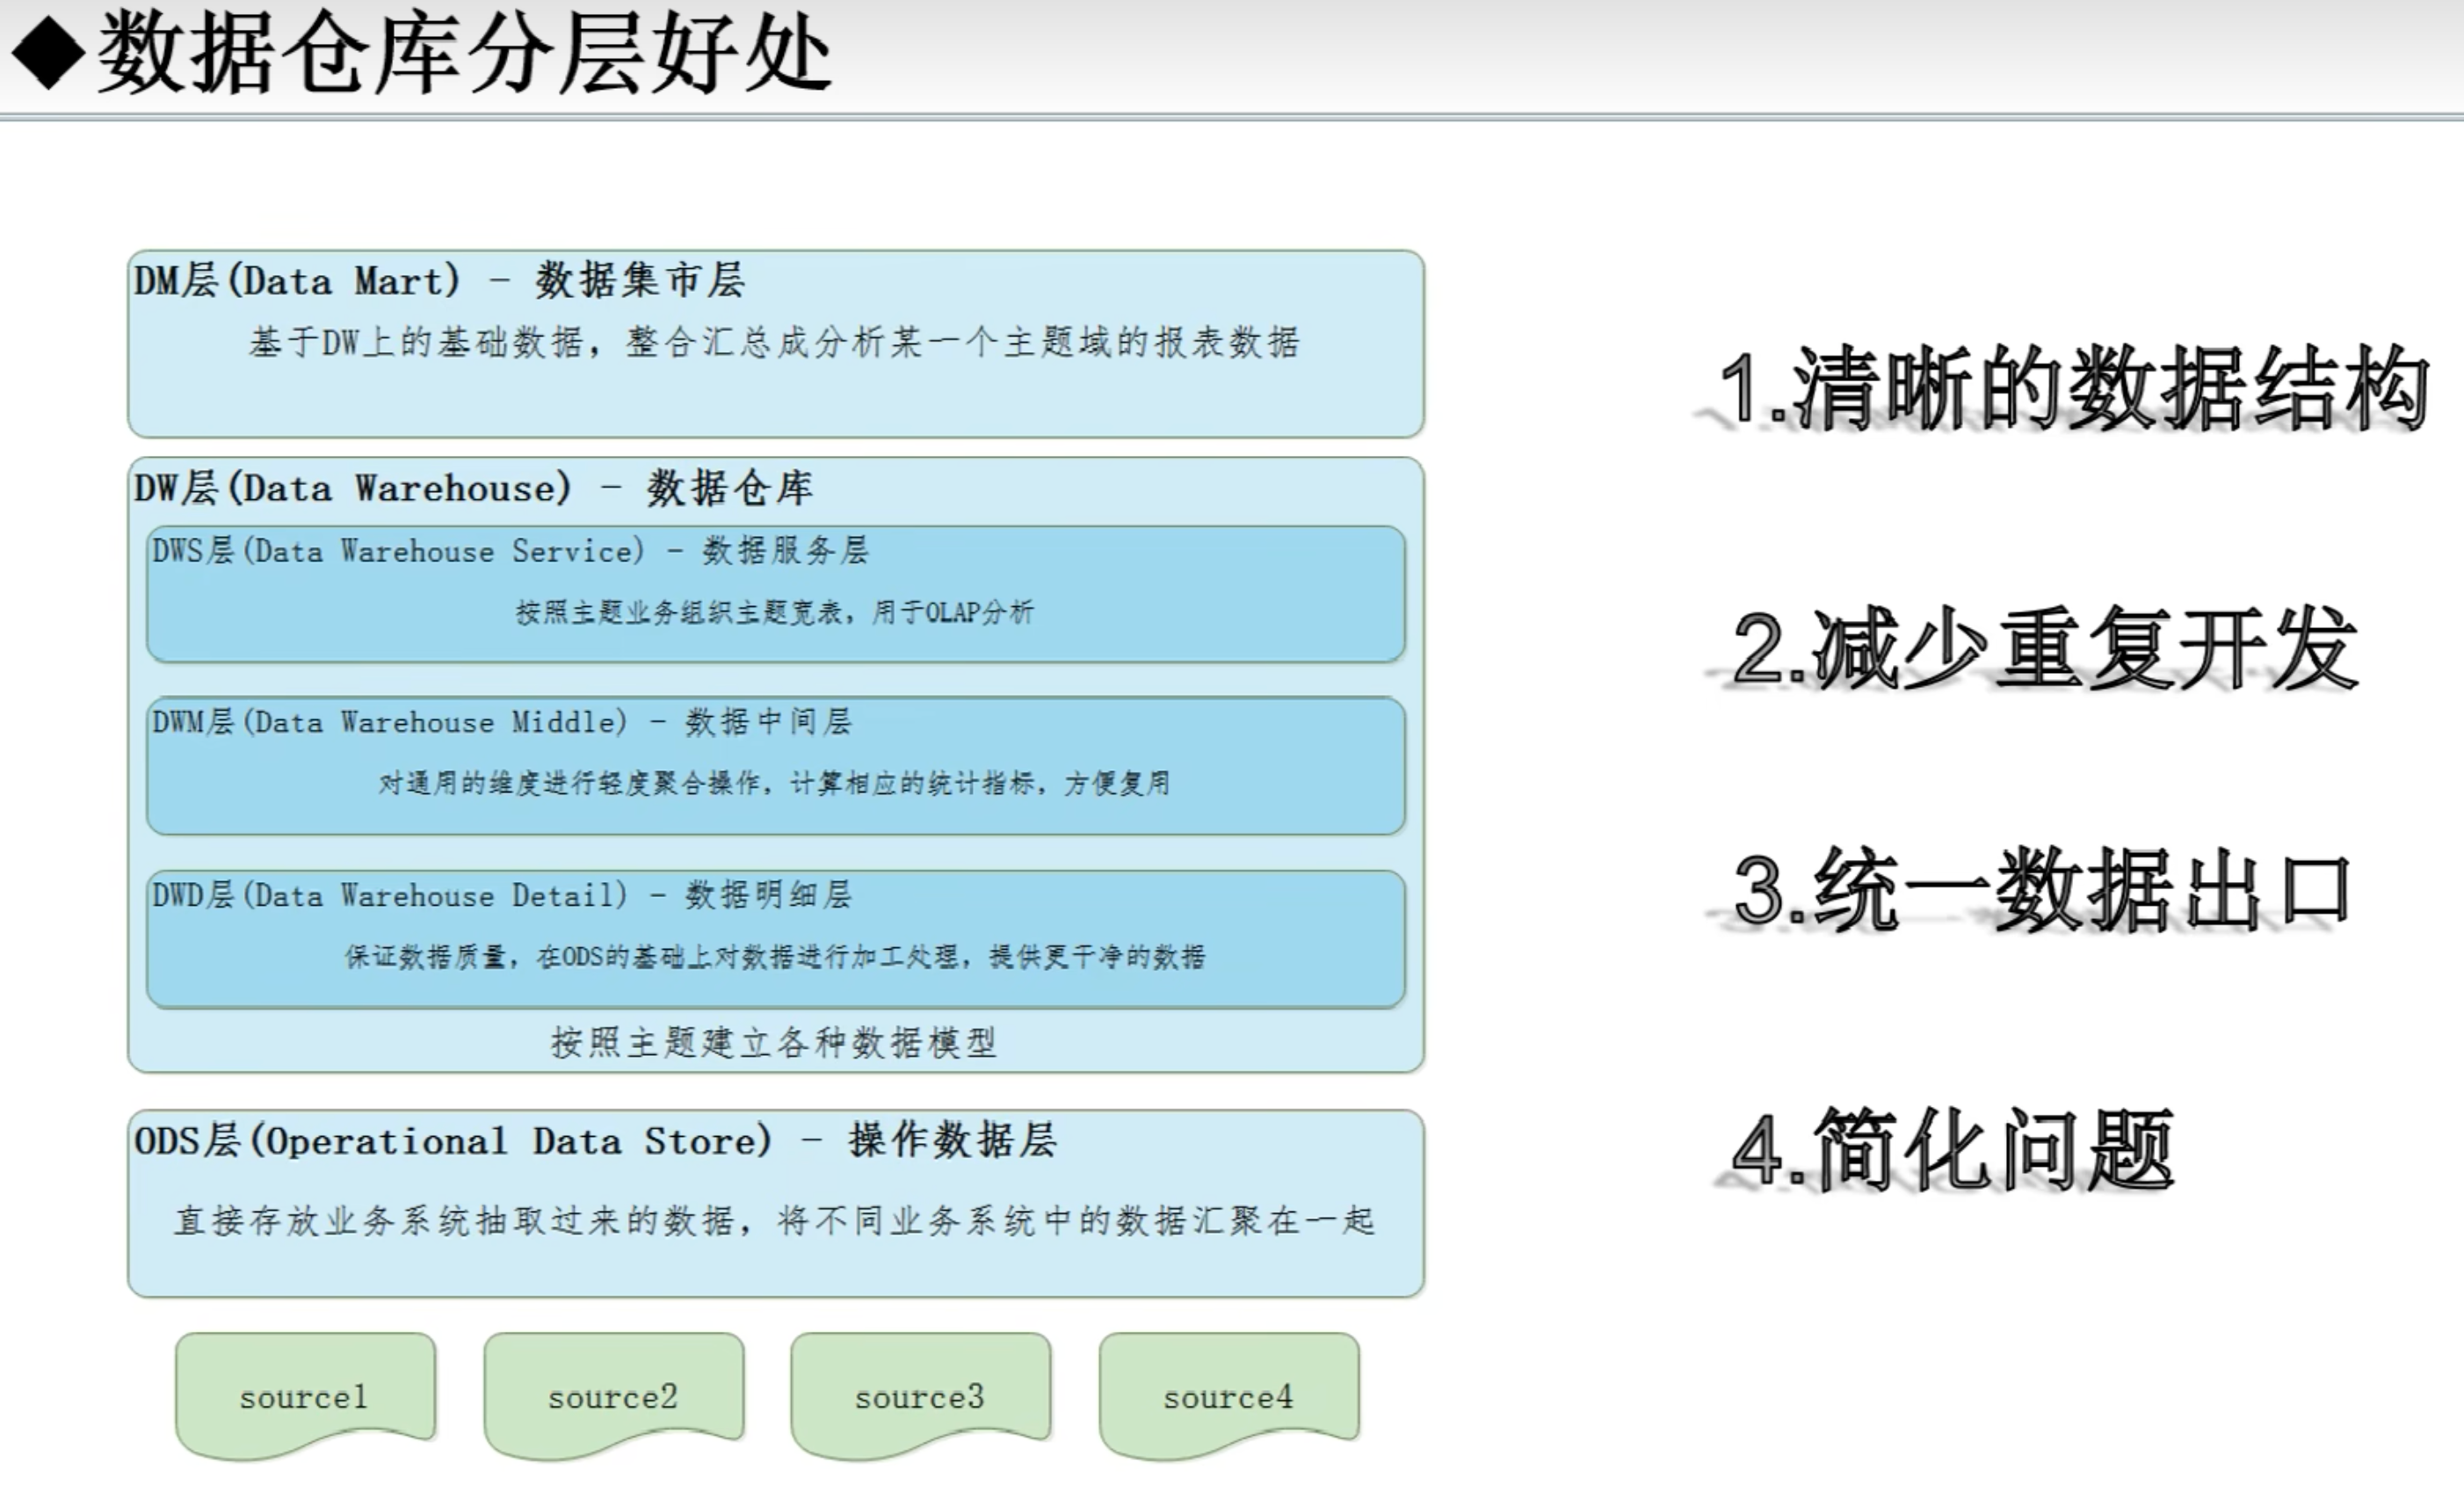 ◆数据仓库分层好处
DM层(Data Mart) - 数据集市层
基于DW上的基础数据，整合汇总成分析某一个主题域的报表数据
DW层(Data Warehouse) - 数据仓库
DWS层(Data Warehouse Service) - 数据服务层
按照主题业务组织主题宽表，用于OLAP分析
DWM层(Data Warehouse Middle) - 数据中间层
对通用的维度进行轻度聚合操作，计算相应的统计指标，方便复用
DWD层(Data Warehouse Detail) - 数据明细层
保证数据质量，在ODS的基础上对数据进行加工处理，提供更干净的数据
按照主题建立各种数据模型
ODS层(Operational Data Store) - 操作数据层
直接存放业务系统抽取过来的数据，将不同业务系统中的数据汇聚在一起
source1
source2
source3
source4
1.清晰的数据结构
2.减少重复开发
3.统一数据出口
4.简化问题